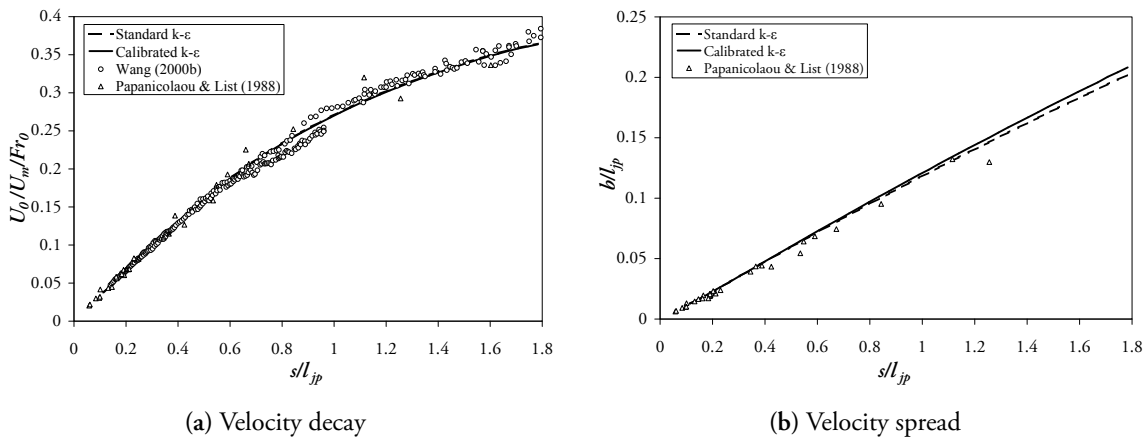 0.4
0.35
0.3
0.25
0.2
0.15
0.1
0.05
0
U₀/Uₘ/Fr₀
Standard k-ε
Calibrated k-ε
Wang (2000b)
Papanicolaou & List (1988)
0 0.2 0.4 0.6 0.8 1 1.2 1.4 1.6 1.8
s/l_jp
(a) Velocity decay
0.25
0.2
0.15
0.1
0.05
0
b/l_jp
Standard k-ε
Calibrated k-ε
Papanicolaou & List (1988)
0 0.2 0.4 0.6 0.8 1 1.2 1.4 1.6 1.8
s/l_jp
(b) Velocity spread